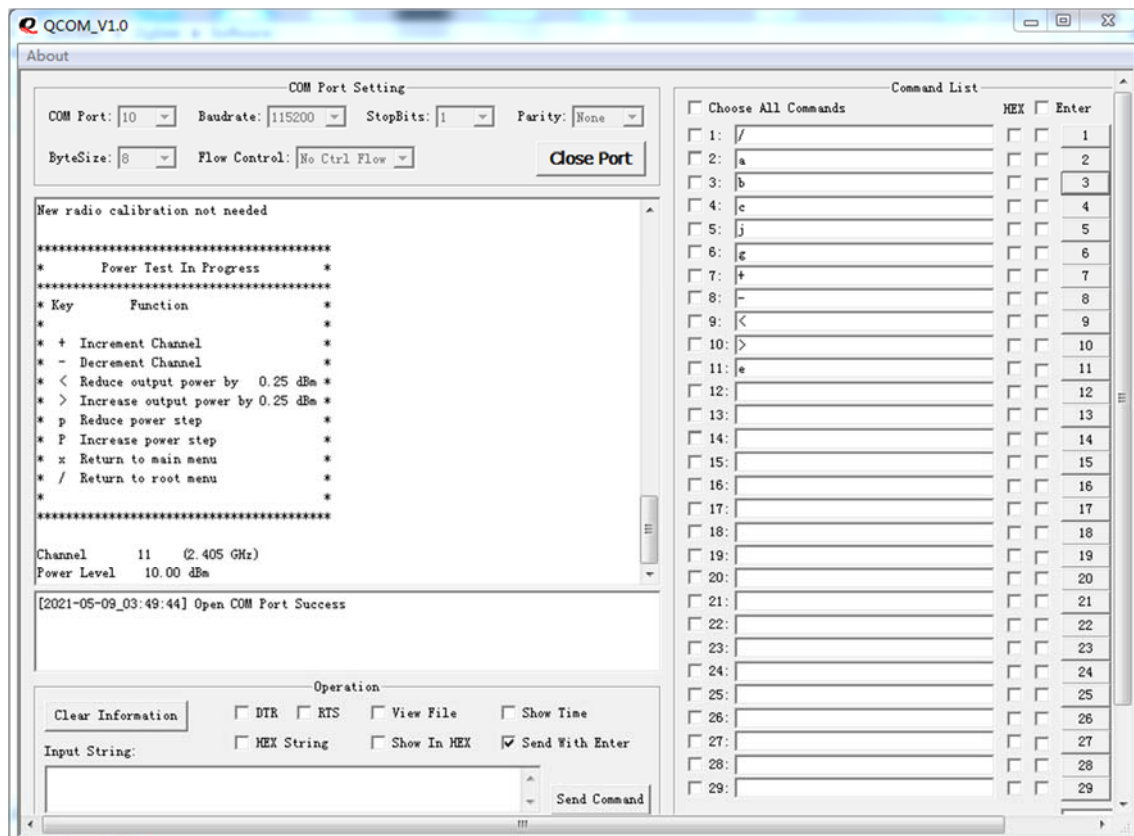 QCOM_V1.0
About
COM Port Setting
COM Port: 10 Baudrate: 115200 StopBits: 1 Parity: None
ByteSize: 8 Flow Control: No Ctrl Flow Close Port
New radio calibration not needed
*****************************************
* Power Test In Progress *
*****************************************
* Key Function *
* *
* + Increment Channel *
* - Decrement Channel *
* < Reduce output power by 0.25 dBm *
* > Increase output power by 0.25 dBm *
* p Reduce power step *
* P Increase power step *
* x Return to main menu *
* / Return to root menu *
* *
*****************************************
Channel 11 (2.405 GHz)
Power Level 10.00 dBm
[2021-05-09_03:49:44] Open COM Port Success
Operation
Clear Information DTR RTS View File Show Time
HEX String Show In HEX Send With Enter
Input String:
Send Command
Command List
Choose All Commands HEX Enter
1: / 1
2: a 2
3: b 3
4: c 4
5: j 5
6: g 6
7: + 7
8: - 8
9: < 9
10: > 10
11: e 11
12: 12
13: 13
14: 14
15: 15
16: 16
17: 17
18: 18
19: 19
20: 20
21: 21
22: 22
23: 23
24: 24
25: 25
26: 26
27: 27
28: 28
29: 29